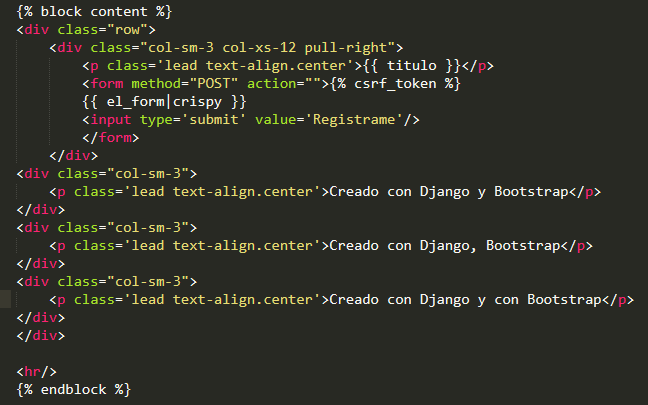 {% block content %}
<div class="row">
    <div class="col-sm-3 col-xs-12 pull-right">
        <p class='lead text-align.center'>{{ titulo }}</p>
        <form method="POST" action="">{% csrf_token %}
        {{ el_form|crispy }}
        <input type='submit' value='Registrame'/>
        </form>
    </div>
<div class="col-sm-3">
    <p class='lead text-align.center'>Creado con Django y Bootstrap</p>
</div>
<div class="col-sm-3">
    <p class='lead text-align.center'>Creado con Django, Bootstrap</p>
</div>
<div class="col-sm-3">
    <p class='lead text-align.center'>Creado con Django y con Bootstrap</p>
</div>
</div>

<hr/>
{% endblock %}